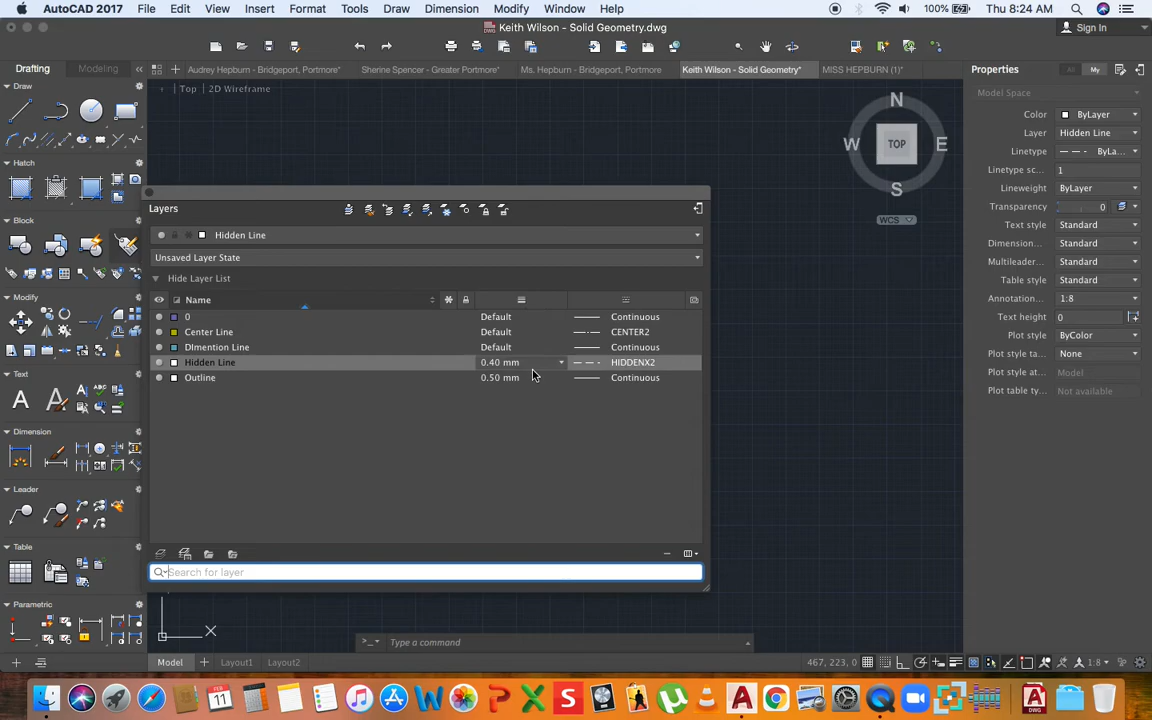 AutoCAD 2017 File Edit View Insert Format Tools Draw Dimension Modify Window Help 100% Thu 8:24 AM
Keith Wilson - Solid Geometry.dwg
Sign In
Drafting Modeling Audrey Hepburn - Bridgeport, Portmore* Sherine Spencer - Greater Portmore* Ms. Hepburn - Bridgeport, Portmore Keith Wilson - Solid Geometry* MISS HEPBURN (1)* Properties All My
Draw
Top 2D Wireframe
Model Space
N
W TOP E
S
WCS
Color ByLayer
Layer Hidden Line
Linetype ByLa...
Linetype sc... 1
Lineweight ByLayer
Transparency 0
Text style Standard
Dimension... Standard
Multileader... Standard
Table style Standard
Annotation... 1:8
Text height 0
Plot style ByColor
Plot style ta... None
Plot style at... Model
Plot table ty... Not available
Hatch
Block
Modify
Text
Dimension
Leader
Table
Parametric
Layers
Hidden Line
Unsaved Layer State
Hide Layer List
Name
0 Default Continuous
Center Line Default CENTER2
DImention Line Default Continuous
Hidden Line 0.40 mm HIDDENX2
Outline 0.50 mm Continuous
Search for layer
X
>_ Type a command
Model Layout1 Layout2 467, 223, 0 1:8
FEB
11